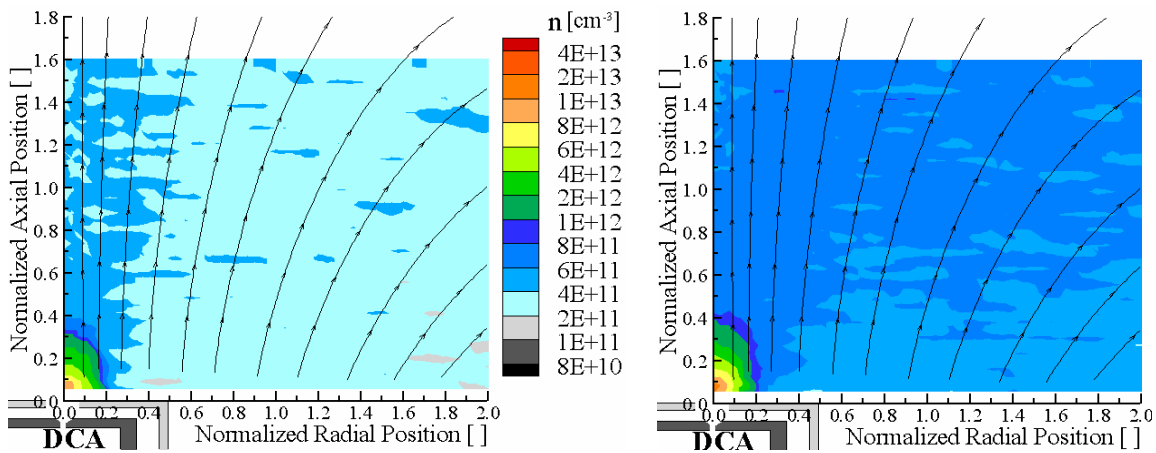 1.8
1.6
1.4
1.2
1.0
0.8
0.6
0.4
0.2
0.0
Normalized Axial Position [ ]
0.0 0.2 0.4 0.6 0.8 1.0 1.2 1.4 1.6 1.8 2.0
Normalized Radial Position [ ]
DCA
n [cm⁻³]
4E+13
2E+13
1E+13
8E+12
6E+12
4E+12
2E+12
1E+12
8E+11
6E+11
4E+11
2E+11
1E+11
8E+10
1.8
1.6
1.4
1.2
1.0
0.8
0.6
0.4
0.2
0.0
Normalized Axial Position [ ]
0.0 0.2 0.4 0.6 0.8 1.0 1.2 1.4 1.6 1.8 2.0
Normalized Radial Position [ ]
DCA